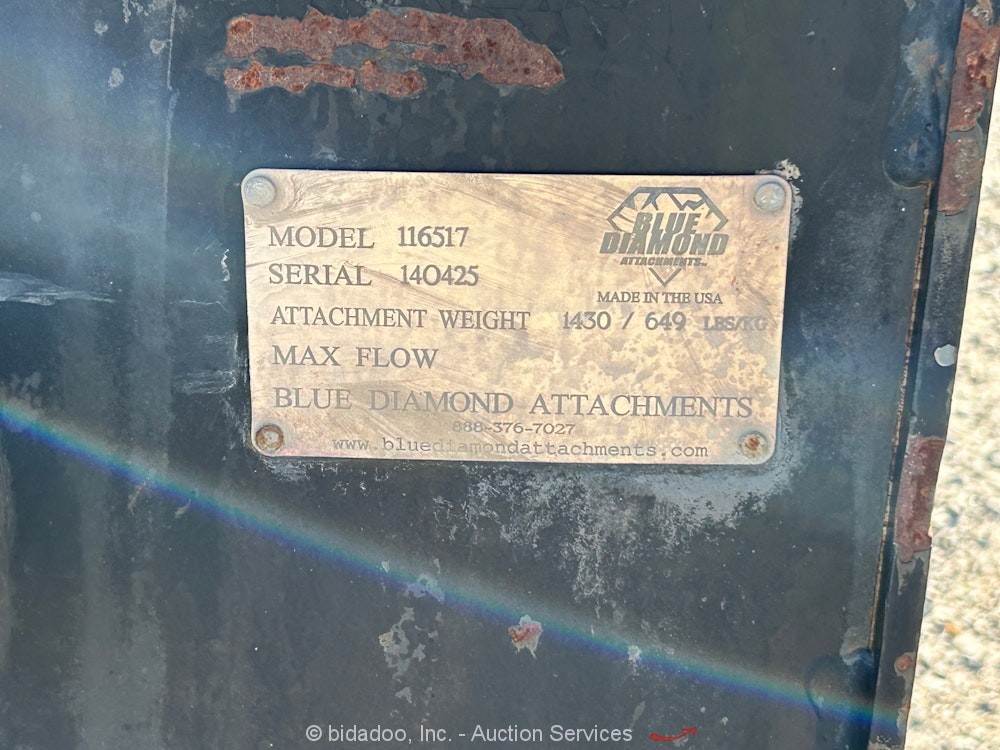 BLUE
DIAMOND
ATTACHMENTS
MADE IN THE USA
MODEL 116517
SERIAL 140425
ATTACHMENT WEIGHT 1430 / 649 LBS/KG
MAX FLOW
BLUE DIAMOND ATTACHMENTS
888-376-7027
www.bluediamondattachments.com
© bidadoo, Inc. - Auction Services